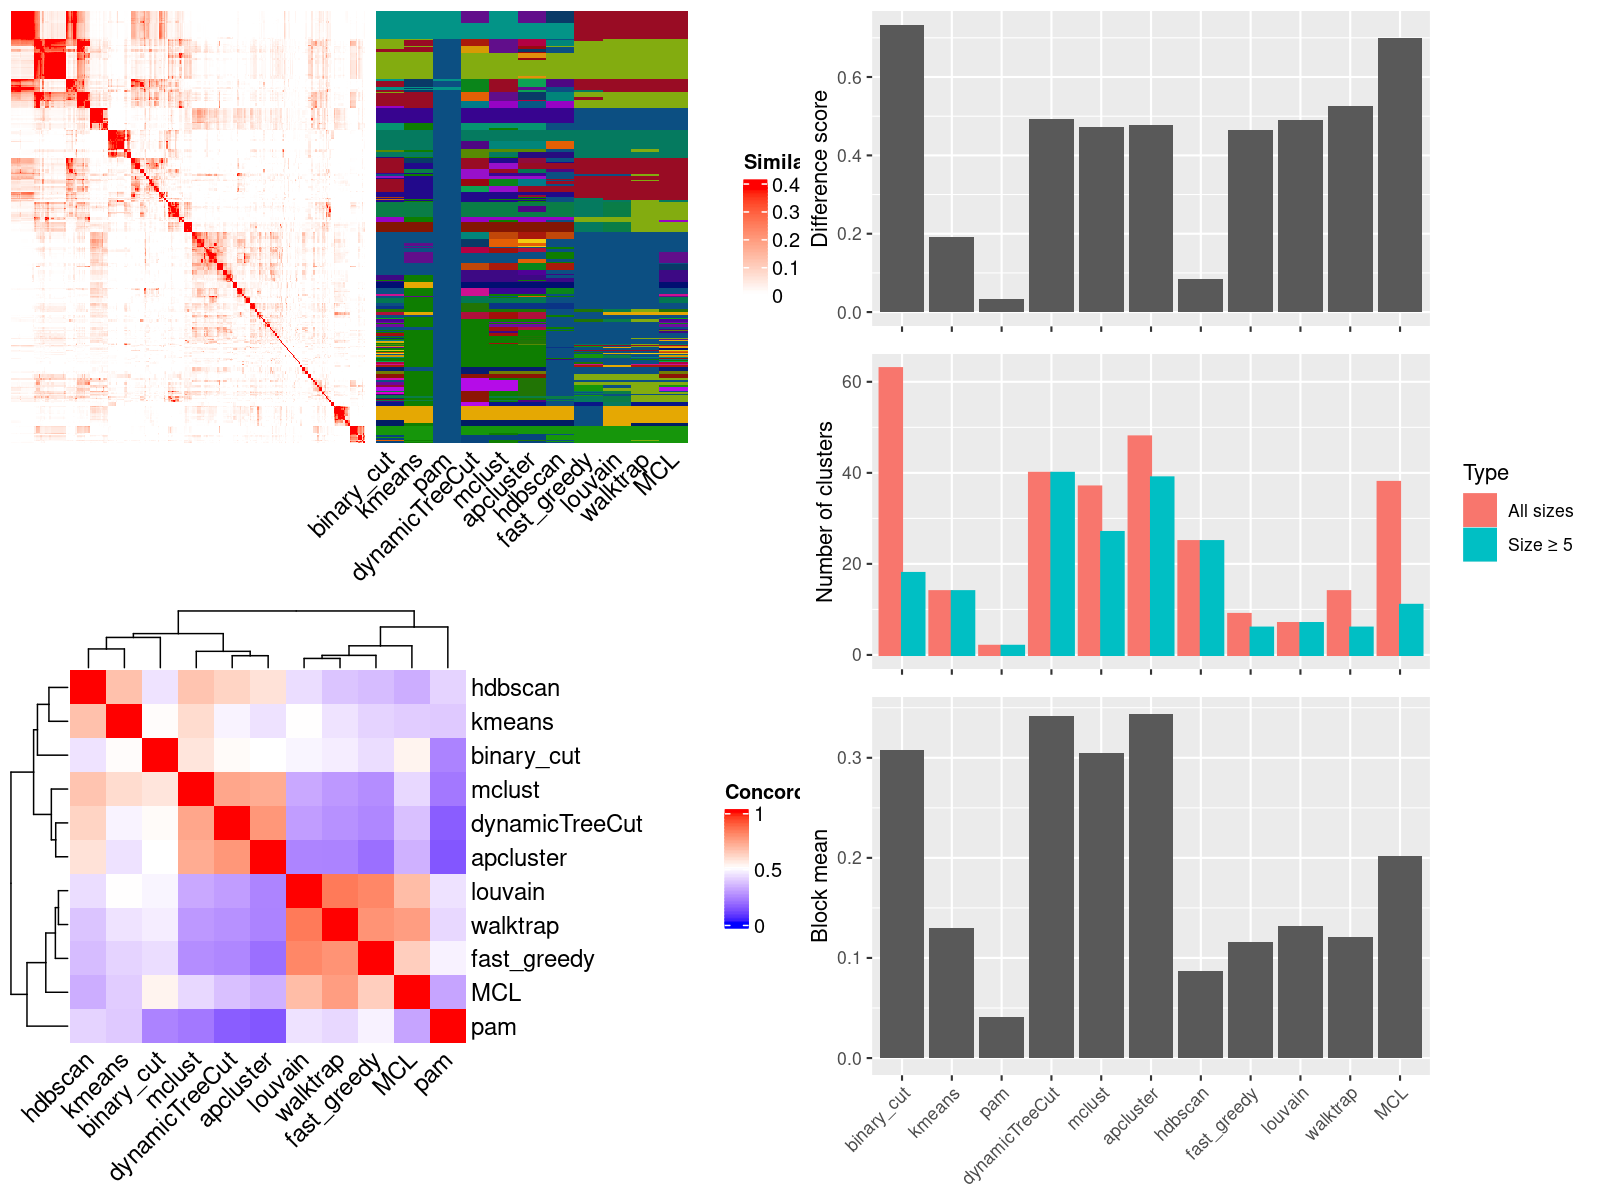 binary_cut
kmeans
pam
dynamicTreeCut
mclust
apcluster
hdbscan
fast_greedy
louvain
walktrap
MCL
Simila
0.4
0.3
0.2
0.1
0
hdbscan
kmeans
binary_cut
mclust
dynamicTreeCut
apcluster
louvain
walktrap
fast_greedy
MCL
pam
hdbscan
kmeans
binary_cut
mclust
dynamicTreeCut
apcluster
louvain
walktrap
fast_greedy
MCL
pam
Concord
1
0.5
0
Difference score
0.6
0.4
0.2
0.0
Number of clusters
60
40
20
0
Type
All sizes
Size ≥ 5
Block mean
0.3
0.2
0.1
0.0
binary_cut
kmeans
pam
dynamicTreeCut
mclust
apcluster
hdbscan
fast_greedy
louvain
walktrap
MCL